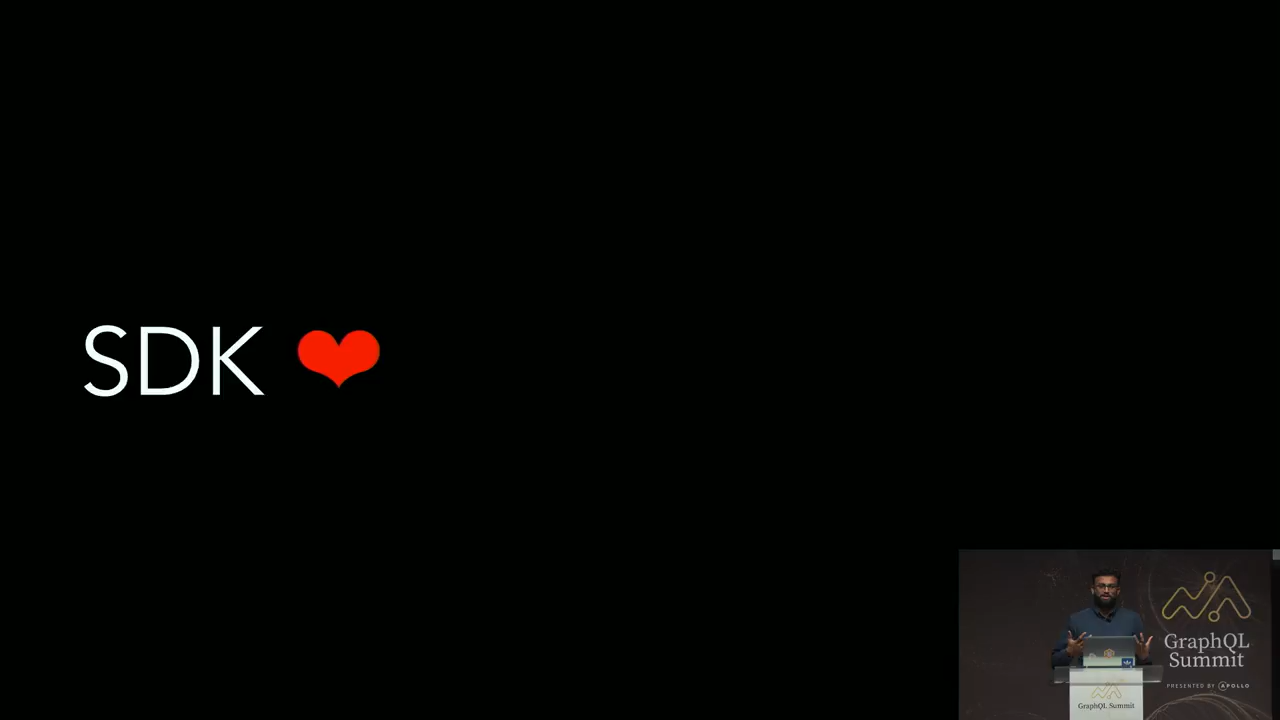 SDK ❤
GraphQL
Summit
PRESENTED BY APOLLO
GraphQL Summit